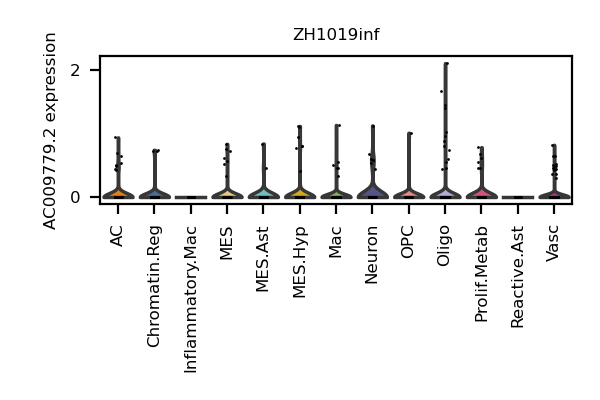 ZH1019inf
AC009779.2 expression
2
0
AC
Chromatin.Reg
Inflammatory.Mac
MES
MES.Ast
MES.Hyp
Mac
Neuron
OPC
Oligo
Prolif.Metab
Reactive.Ast
Vasc